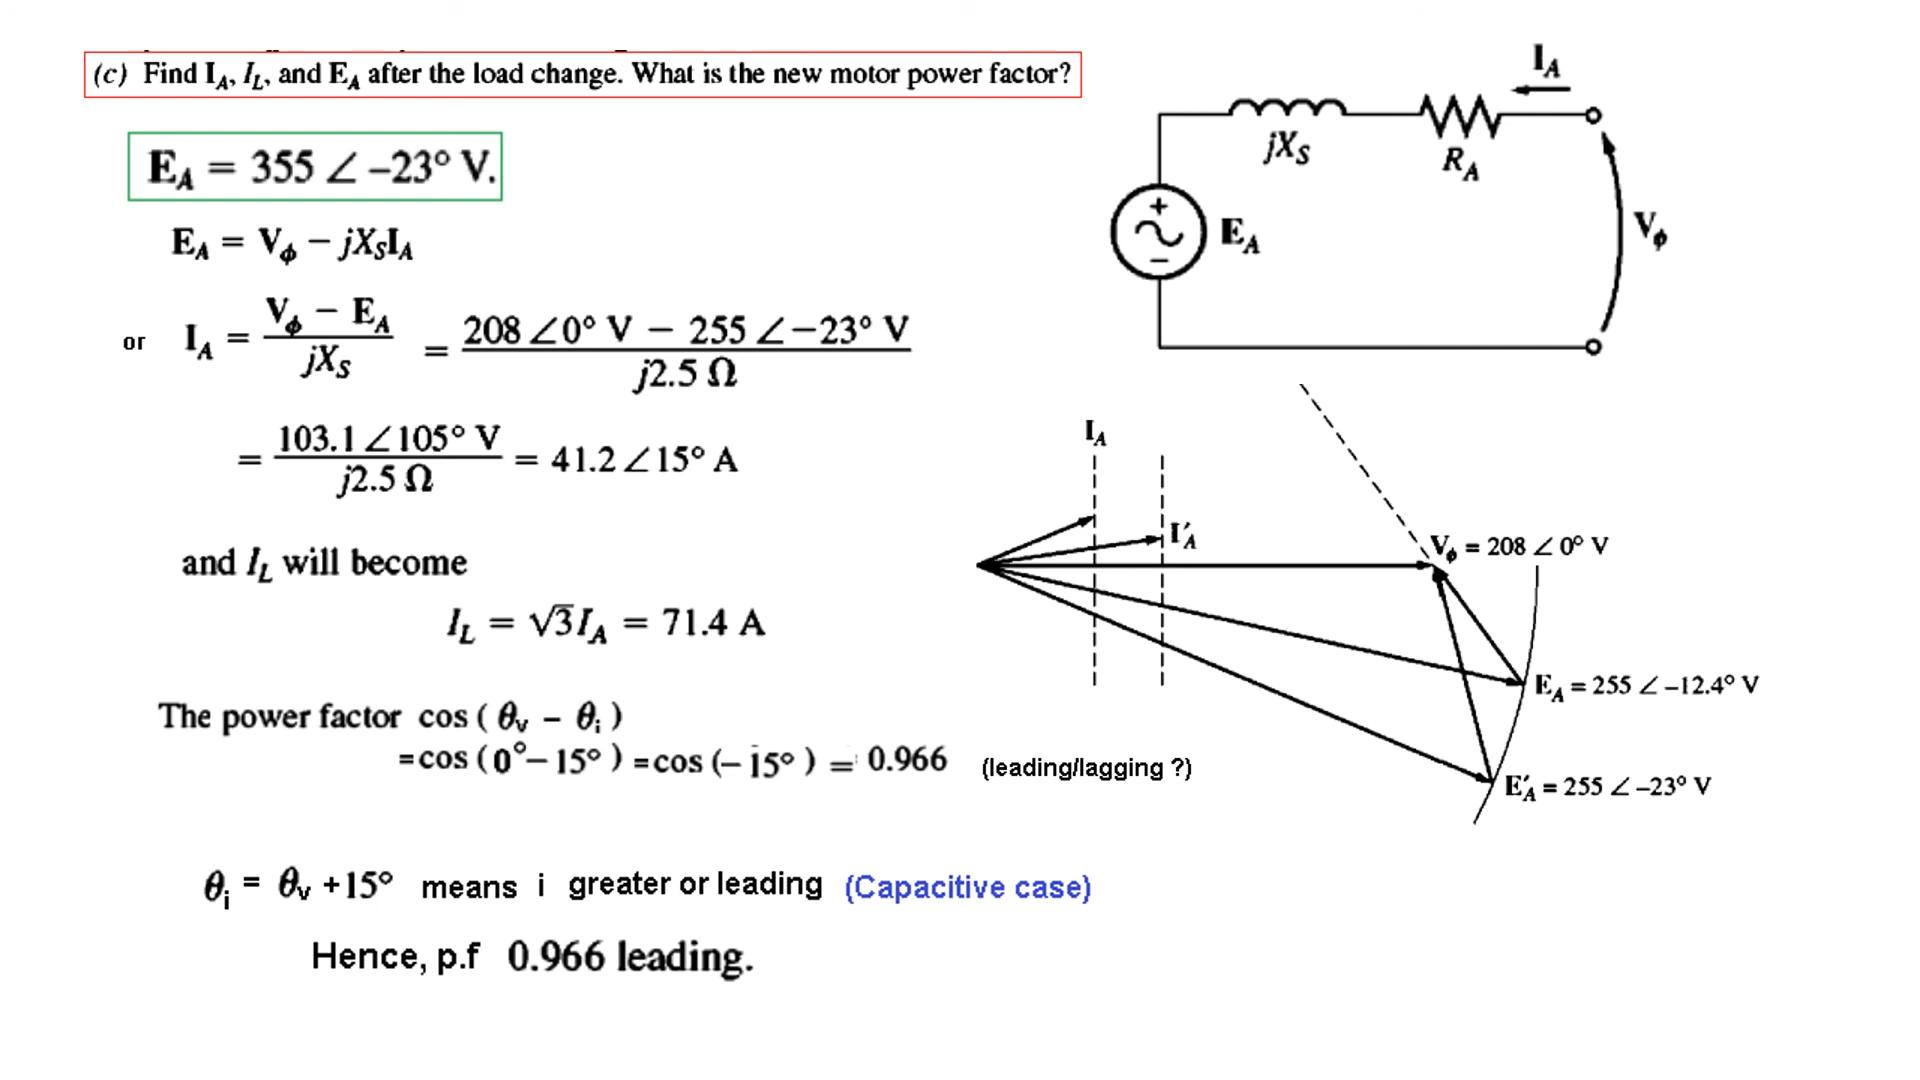 (c) Find I_A, I_L, and E_A after the load change. What is the new motor power factor?
E_A = 355 ∠ –23° V.
E_A = V_ϕ − jX_S I_A
or I_A = (V_ϕ − E_A) / jX_S = (208 ∠0° V − 255 ∠−23° V) / j2.5 Ω
= 103.1 ∠105° V / j2.5 Ω = 41.2 ∠15° A
and I_L will become
I_L = √3 I_A = 71.4 A
The power factor cos ( θ_v − θ_i )
=cos ( 0° − 15° ) =cos (− 15° ) = 0.966 (leading/lagging ?)
θ_i = θ_v +15° means i greater or leading (Capacitive case)
Hence, p.f 0.966 leading.
I_A
jX_S
R_A
+
−
E_A
V_ϕ
I_A
I′_A
V_ϕ = 208 ∠ 0° V
E_A = 255 ∠ –12.4° V
E′_A = 255 ∠ –23° V